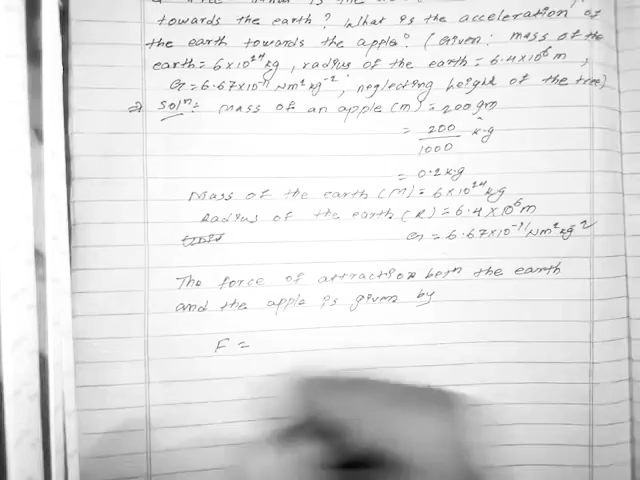 towards the earth? What is the acceleration of
the earth towards the apple? (Given: mass of the
earth = 6×10²⁴ kg, radius of the earth = 6.4×10⁶ m,
G = 6.67×10⁻¹¹ Nm² kg⁻², neglecting height of the tree)
⇒ Solⁿ: Mass of an apple (m) = 200 gm
= 200/1000 kg
= 0.2 kg
Mass of the earth (M) = 6×10²⁴ kg
Radius of the earth (R) = 6.4×10⁶ m
G = 6.67×10⁻¹¹ Nm² kg⁻²
The force of attraction betn the earth
and the apple is given by
F =